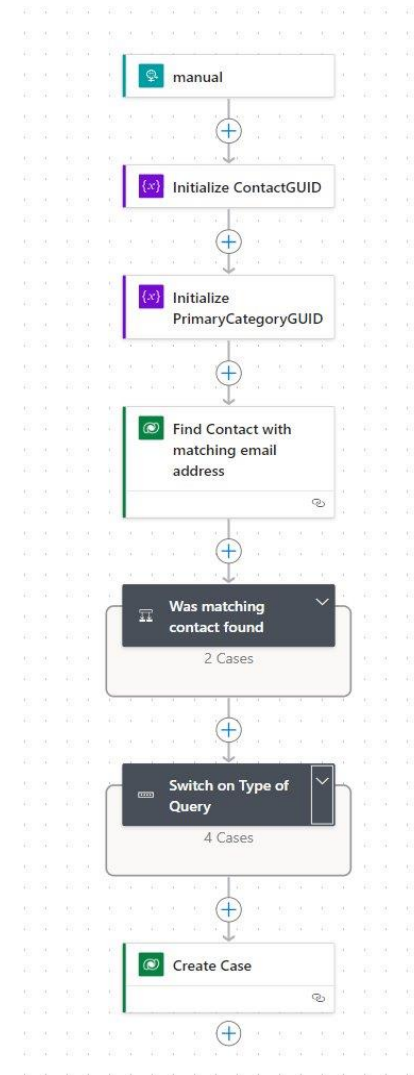 manual
{x} Initialize ContactGUID
{x} Initialize
PrimaryCategoryGUID
Find Contact with
matching email
address
Was matching
contact found
2 Cases
Switch on Type of
Query
4 Cases
Create Case